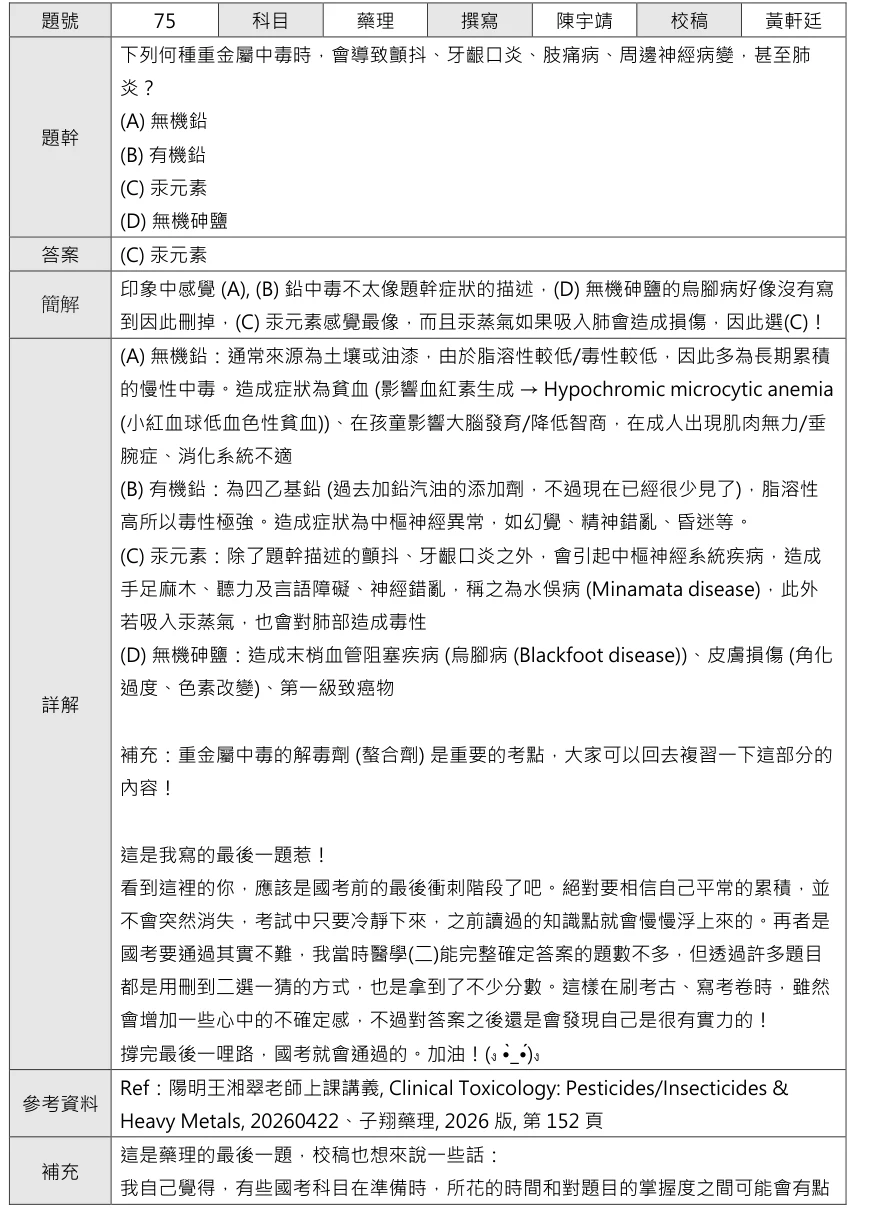 題號 75 科目 藥理 撰寫 陳宇靖 校稿 黃軒廷
題幹
下列何種重金屬中毒時，會導致顫抖、牙齦口炎、肢痛病、周邊神經病變，甚至肺
炎？
(A) 無機鉛
(B) 有機鉛
(C) 汞元素
(D) 無機砷鹽
答案 (C) 汞元素
簡解
印象中感覺 (A), (B) 鉛中毒不太像題幹症狀的描述，(D) 無機砷鹽的烏腳病好像沒有寫
到因此刪掉，(C) 汞元素感覺最像，而且汞蒸氣如果吸入肺會造成損傷，因此選(C)！
詳解
(A) 無機鉛：通常來源為土壤或油漆，由於脂溶性較低/毒性較低，因此多為長期累積
的慢性中毒。造成症狀為貧血 (影響血紅素生成 → Hypochromic microcytic anemia
(小紅血球低血色性貧血))、在孩童影響大腦發育/降低智商，在成人出現肌肉無力/垂
腕症、消化系統不適
(B) 有機鉛：為四乙基鉛 (過去加鉛汽油的添加劑，不過現在已經很少見了)，脂溶性
高所以毒性極強。造成症狀為中樞神經異常，如幻覺、精神錯亂、昏迷等。
(C) 汞元素：除了題幹描述的顫抖、牙齦口炎之外，會引起中樞神經系統疾病，造成
手足麻木、聽力及言語障礙、神經錯亂，稱之為水俁病 (Minamata disease)，此外
若吸入汞蒸氣，也會對肺部造成毒性
(D) 無機砷鹽：造成末梢血管阻塞疾病 (烏腳病 (Blackfoot disease))、皮膚損傷 (角化
過度、色素改變)、第一級致癌物
補充：重金屬中毒的解毒劑 (螯合劑) 是重要的考點，大家可以回去複習一下這部分的
內容！
這是我寫的最後一題惹！
看到這裡的你，應該是國考前的最後衝刺階段了吧。絕對要相信自己平常的累積，並
不會突然消失，考試中只要冷靜下來，之前讀過的知識點就會慢慢浮上來的。再者是
國考要通過其實不難，我當時醫學(二)能完整確定答案的題數不多，但透過許多題目
都是用刪到二選一猜的方式，也是拿到了不少分數。這樣在刷考古、寫考卷時，雖然
會增加一些心中的不確定感，不過對答案之後還是會發現自己是很有實力的！
撐完最後一哩路，國考就會通過的。加油！(ง •̀_•́)ง
參考資料
Ref：陽明王湘翠老師上課講義, Clinical Toxicology: Pesticides/Insecticides &
Heavy Metals, 20260422、子翔藥理, 2026 版, 第 152 頁
補充
這是藥理的最後一題，校稿也想來說一些話：
我自己覺得，有些國考科目在準備時，所花的時間和對題目的掌握度之間可能會有點